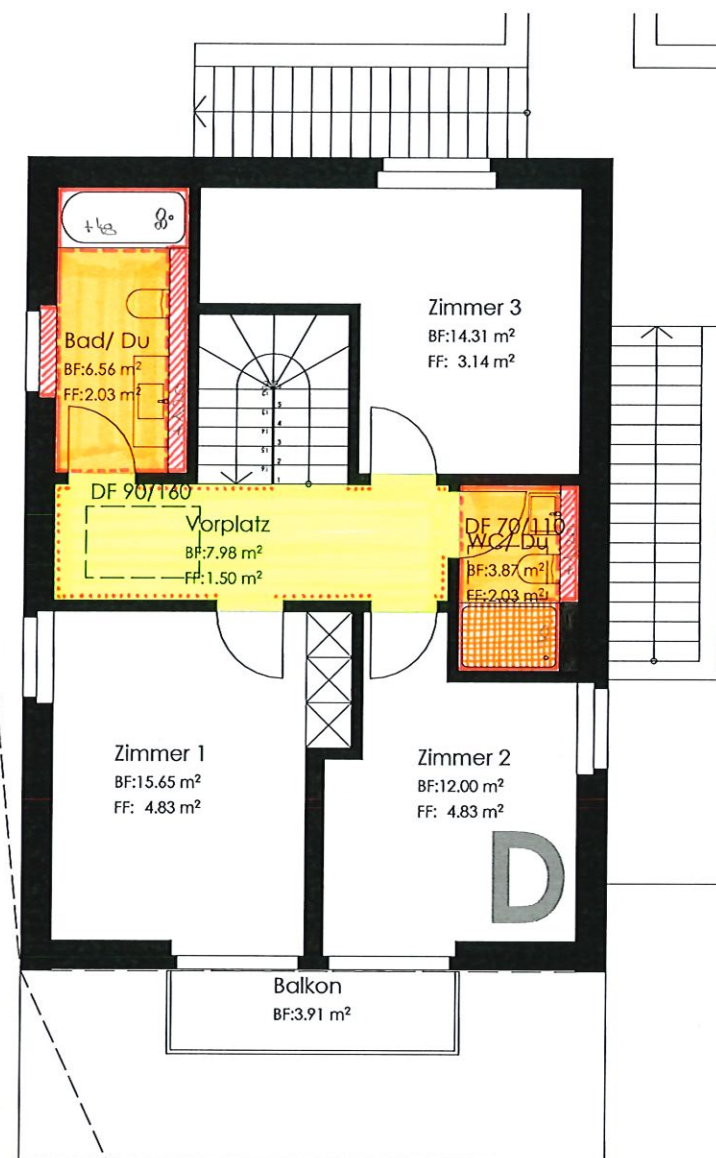 Zimmer 3
BF:14.31 m²
FF: 3.14 m²
Bad/ Du
BF:6.56 m²
FF:2.03 m²
DF 90/160
Vorplatz
BF:7.98 m²
FF:1.50 m²
DF 70/110
WC/ Du
BF:3.87 m²
FF:2.03 m²
Zimmer 1
BF:15.65 m²
FF: 4.83 m²
Zimmer 2
BF:12.00 m²
FF: 4.83 m²
D
Balkon
BF:3.91 m²